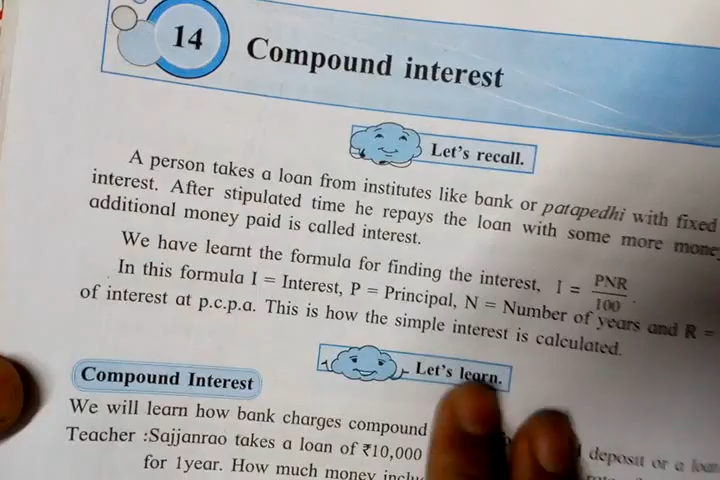 14
Compound interest
Let's recall.
A person takes a loan from institutes like bank or patapedhi with fixed
interest. After stipulated time he repays the loan with some more money
additional money paid is called interest.
We have learnt the formula for finding the interest, I = PNR/100.
In this formula I = Interest, P = Principal, N = Number of years and R =
of interest at p.c.p.a. This is how the simple interest is calculated.
Let's learn.
Compound Interest
We will learn how bank charges compound deposit or a loan
Teacher :Sajjanrao takes a loan of ₹10,000
for 1year. How much money